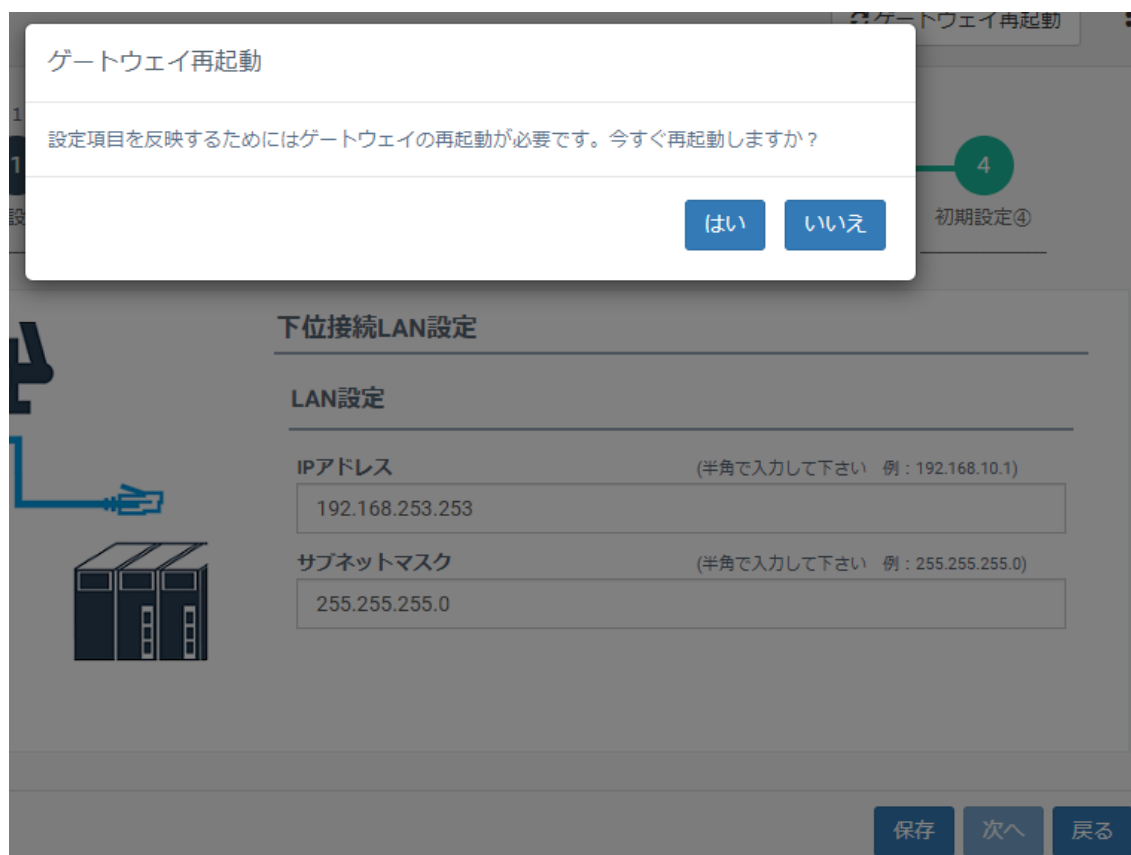 ゲートウェイ再起動
ゲートウェイ再起動
設定項目を反映するためにはゲートウェイの再起動が必要です。今すぐ再起動しますか？
はい
いいえ
1
1
設
4
初期設定④
下位接続LAN設定
LAN設定
IPアドレス (半角で入力して下さい 例：192.168.10.1)
192.168.253.253
サブネットマスク (半角で入力して下さい 例：255.255.255.0)
255.255.255.0
保存
次へ
戻る